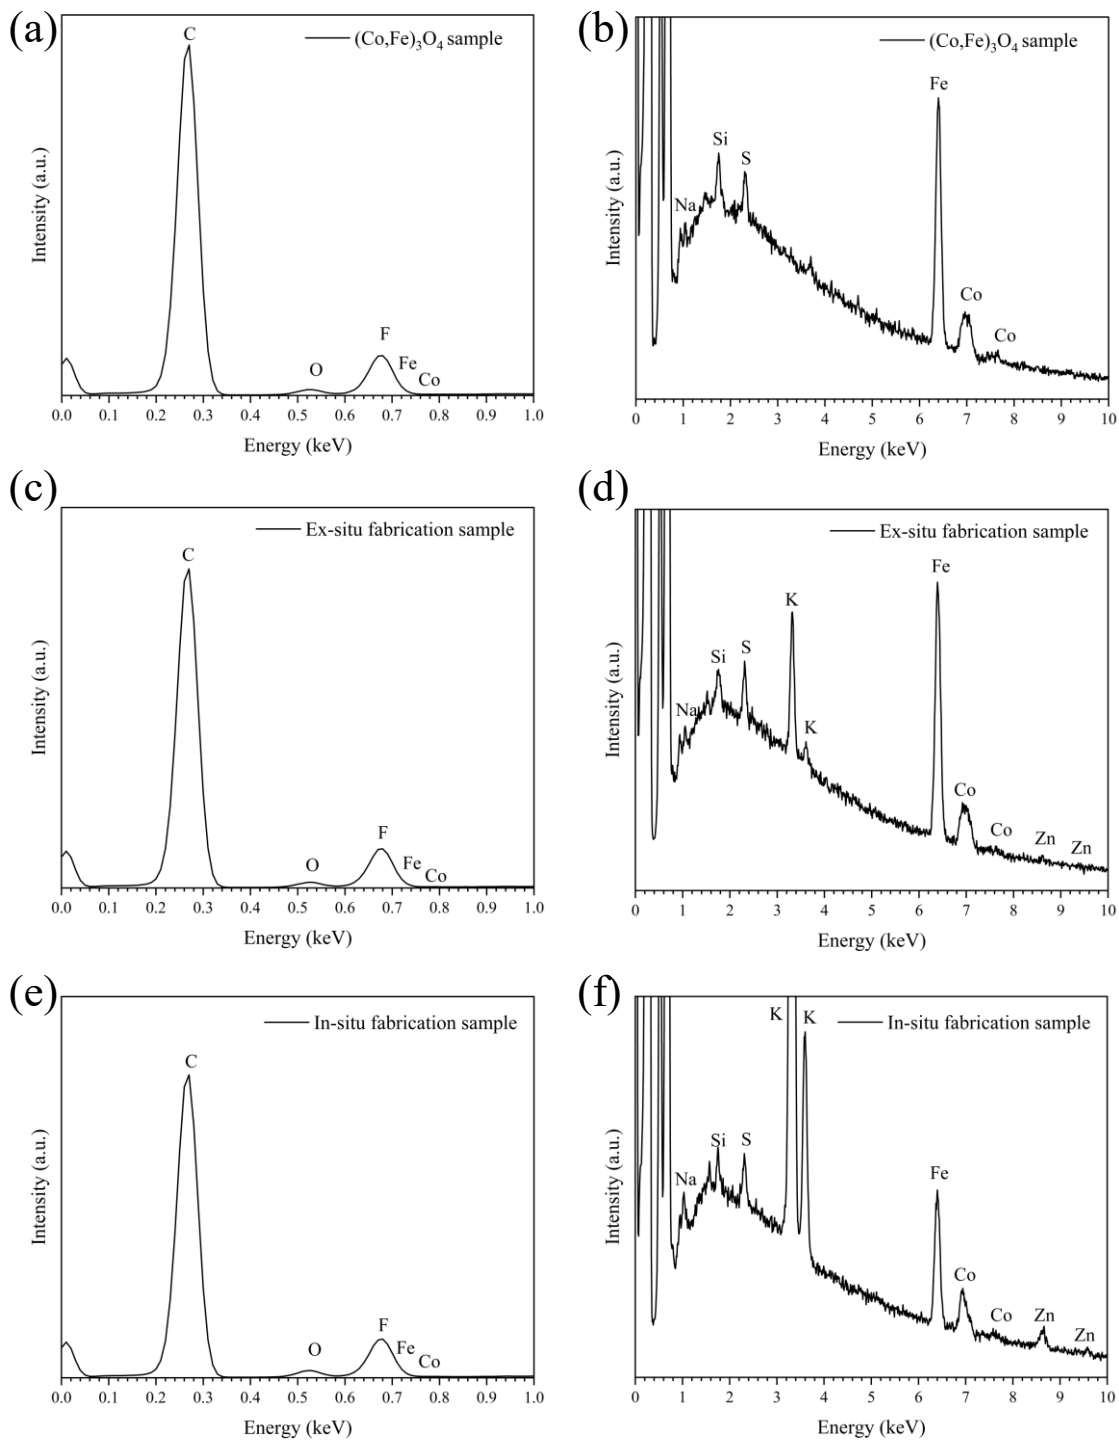 (a)
(Co,Fe)₃O₄ sample
C
O
F
Fe
Co
Intensity (a.u.)
0.0 0.1 0.2 0.3 0.4 0.5 0.6 0.7 0.8 0.9 1.0
Energy (keV)
(b)
(Co,Fe)₃O₄ sample
Na
Si
S
Fe
Co
Co
Intensity (a.u.)
0 1 2 3 4 5 6 7 8 9 10
Energy (keV)
(c)
Ex-situ fabrication sample
C
O
F
Fe
Co
Intensity (a.u.)
0.0 0.1 0.2 0.3 0.4 0.5 0.6 0.7 0.8 0.9 1.0
Energy (keV)
(d)
Ex-situ fabrication sample
Na
Si
S
K
K
Fe
Co
Co
Zn
Zn
Intensity (a.u.)
0 1 2 3 4 5 6 7 8 9 10
Energy (keV)
(e)
In-situ fabrication sample
C
O
F
Fe
Co
Intensity (a.u.)
0.0 0.1 0.2 0.3 0.4 0.5 0.6 0.7 0.8 0.9 1.0
Energy (keV)
(f)
In-situ fabrication sample
Na
Si
S
K
K
Fe
Co
Co
Zn
Zn
Intensity (a.u.)
0 1 2 3 4 5 6 7 8 9 10
Energy (keV)